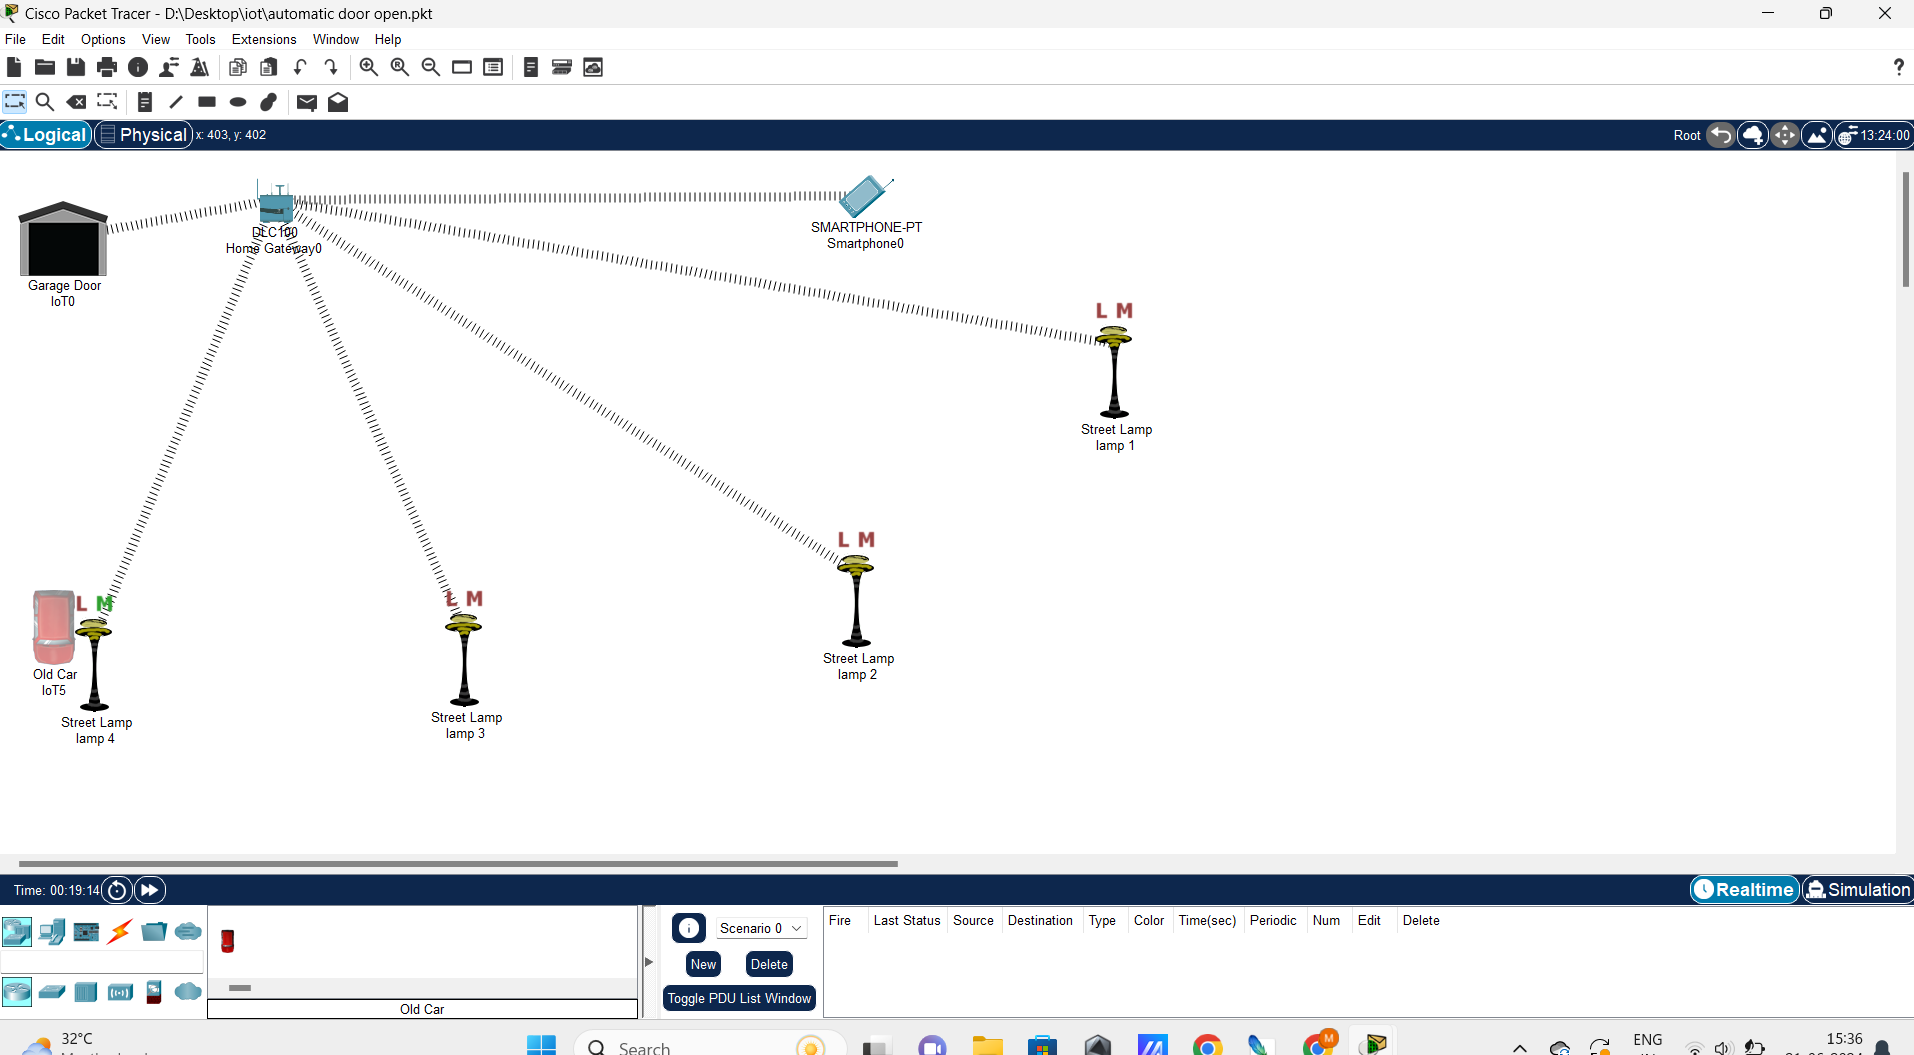 Cisco Packet Tracer - D:\Desktop\iot\automatic door open.pkt
File Edit Options View Tools Extensions Window Help
?
Logical Physical x: 403, y: 402 Root 13:24:00
T
DLC100
Home Gateway0
SMARTPHONE-PT
Smartphone0
Garage Door
IoT0
L M
Street Lamp
lamp 1
L M
Street Lamp
lamp 2
L M
Street Lamp
lamp 3
L M
Old Car
IoT5
Street Lamp
lamp 4
Time: 00:19:14 Realtime Simulation
Scenario 0
New Delete
Toggle PDU List Window
Fire Last Status Source Destination Type Color Time(sec) Periodic Num Edit Delete
Old Car
32°C
Search
M
ENG
15:36